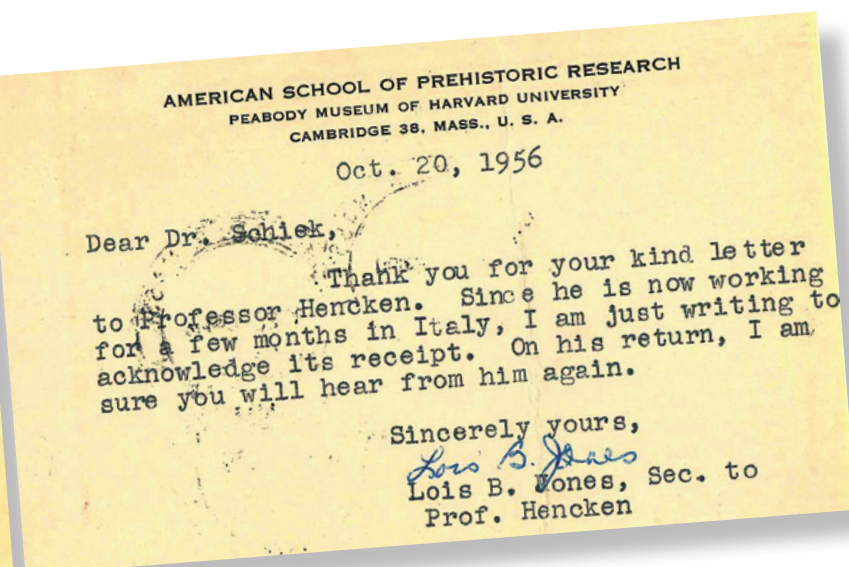 AMERICAN SCHOOL OF PREHISTORIC RESEARCH
PEABODY MUSEUM OF HARVARD UNIVERSITY
CAMBRIDGE 38, MASS., U. S. A.
Oct. 20, 1956
Dear Dr. Schiek,
Thank you for your kind letter
to Professor Hencken. Since he is now working
for a few months in Italy, I am just writing to
acknowledge its receipt. On his return, I am
sure you will hear from him again.
Sincerely yours,
Lois B. Jones
Lois B. Jones, Sec. to
Prof. Hencken